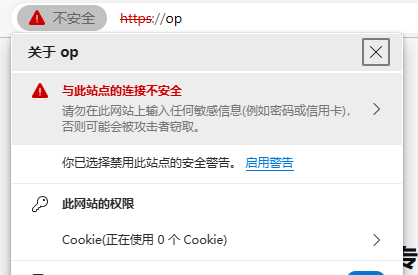 不安全 https://op
关于 op
与此站点的连接不安全
请勿在此网站上输入任何敏感信息(例如密码或信用卡)，
否则可能会被攻击者窃取。
你已选择禁用此站点的安全警告。 启用警告
此网站的权限
Cookie(正在使用 0 个 Cookie)
专